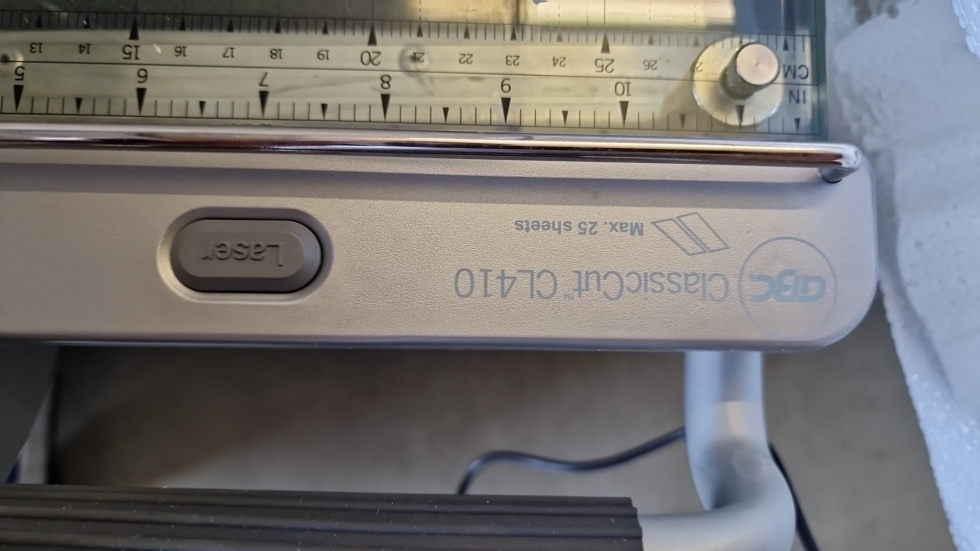 GBC ClassicCut™ CL410
Max. 25 sheets
Laser
IN 10 9 8 7 6 5
CM 26 25 24 23 22 21 20 19 18 17 16 15 14 13